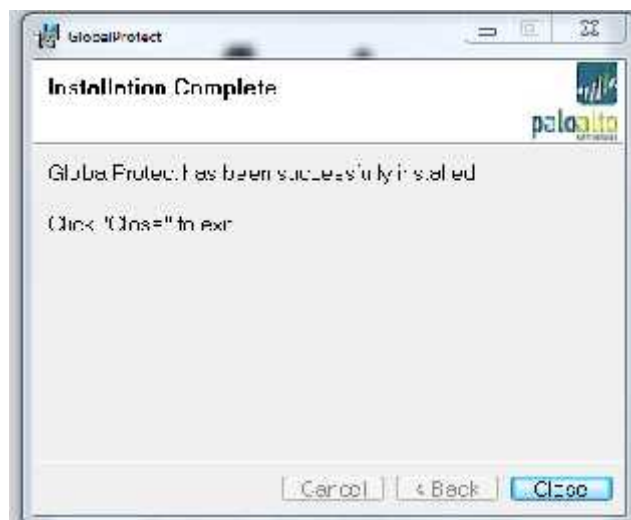 GlobalProtect
Installation Complete
paloalto
GlobalProtect has been successfully installed
Click "Close" to exit
Cancel
< Back
Close